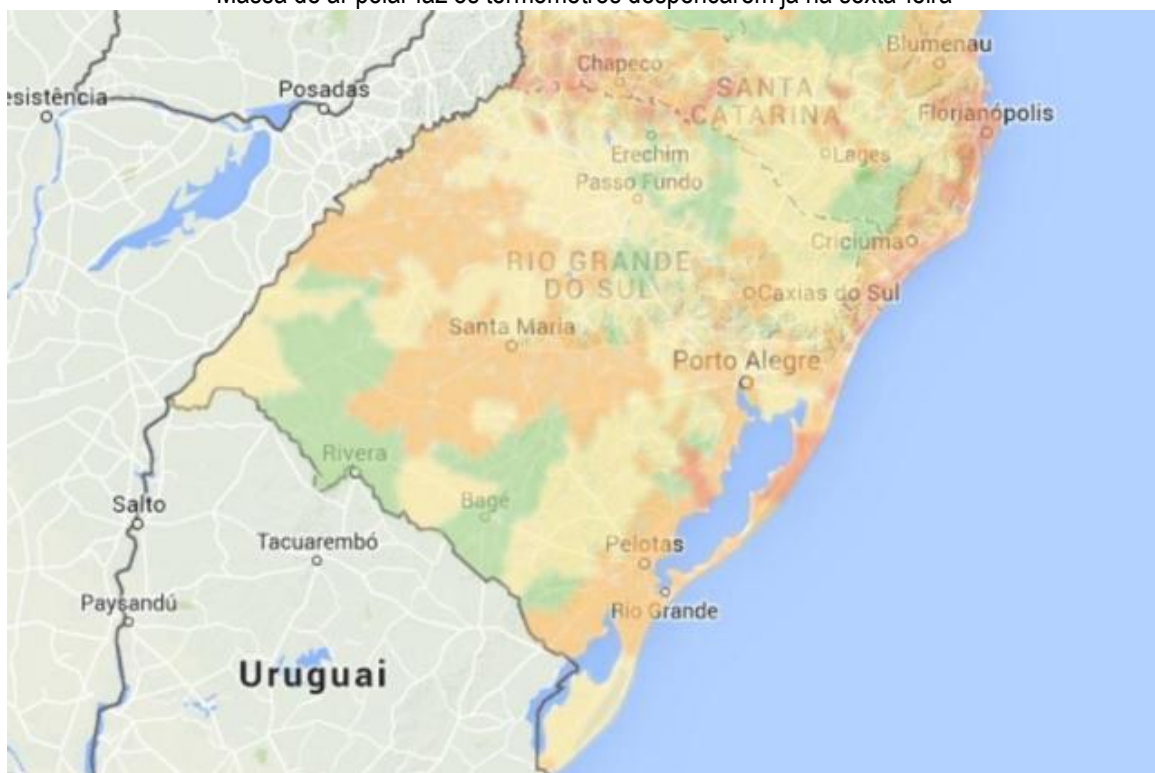 Massa de ar polar faz os termômetros despencarem já na sexta-feira
Blumenau
Chapecó
Posadas
esistência
SANTA
CATARINA
Florianópolis
Erechim
Lages
Passo Fundo
Criciúma
RIO GRANDE
DO SUL
Caxias do Sul
Santa Maria
Porto Alegre
Rivera
Bagé
Salto
Tacuarembó
Pelotas
Paysandú
Rio Grande
Uruguai